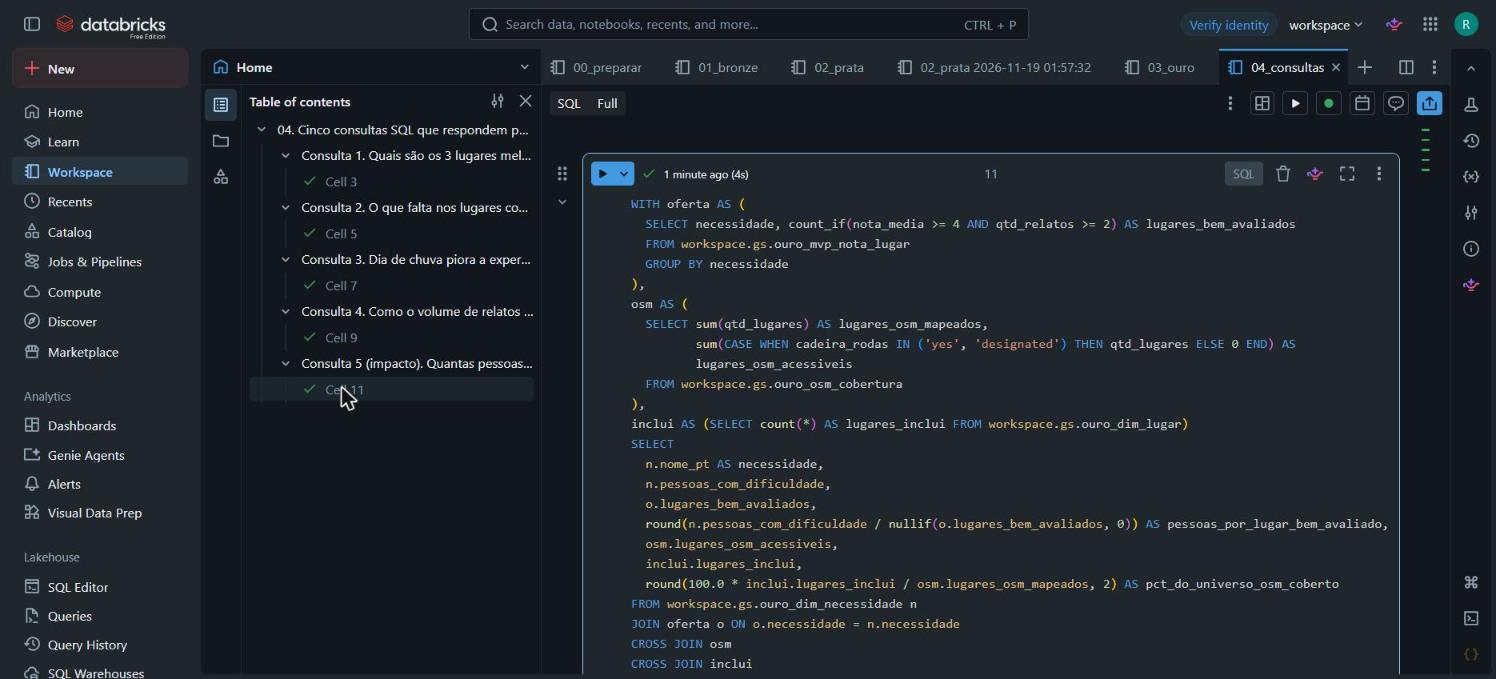 databricks
Free Edition
Search data, notebooks, recents, and more...
CTRL + P
Verify identity
workspace
R
New
Home
Learn
Workspace
Recents
Catalog
Jobs & Pipelines
Compute
Discover
Marketplace
Analytics
Dashboards
Genie Agents
Alerts
Visual Data Prep
Lakehouse
SQL Editor
Queries
Query History
SQL Warehouses
Home
Table of contents
04. Cinco consultas SQL que respondem p...
Consulta 1. Quais são os 3 lugares mel...
Cell 3
Consulta 2. O que falta nos lugares co...
Cell 5
Consulta 3. Dia de chuva piora a exper...
Cell 7
Consulta 4. Como o volume de relatos ...
Cell 9
Consulta 5 (impacto). Quantas pessoas...
Cell 11
00_preparar
01_bronze
02_prata
02_prata 2026-11-19 01:57:32
03_ouro
04_consultas
SQL Full
1 minute ago (4s)
11
SQL
WITH oferta AS (
SELECT necessidade, count_if(nota_media >= 4 AND qtd_relatos >= 2) AS lugares_bem_avaliados
FROM workspace.gs.ouro_mvp_nota_lugar
GROUP BY necessidade
),
osm AS (
SELECT sum(qtd_lugares) AS lugares_osm_mapeados,
sum(CASE WHEN cadeira_rodas IN ('yes', 'designated') THEN qtd_lugares ELSE 0 END) AS
lugares_osm_acessiveis
FROM workspace.gs.ouro_osm_cobertura
),
inclui AS (SELECT count(*) AS lugares_inclui FROM workspace.gs.ouro_dim_lugar)
SELECT
n.nome_pt AS necessidade,
n.pessoas_com_dificuldade,
o.lugares_bem_avaliados,
round(n.pessoas_com_dificuldade / nullif(o.lugares_bem_avaliados, 0)) AS pessoas_por_lugar_bem_avaliado,
osm.lugares_osm_acessiveis,
inclui.lugares_inclui,
round(100.0 * inclui.lugares_inclui / osm.lugares_osm_mapeados, 2) AS pct_do_universo_osm_coberto
FROM workspace.gs.ouro_dim_necessidade n
JOIN oferta o ON o.necessidade = n.necessidade
CROSS JOIN osm
CROSS JOIN inclui